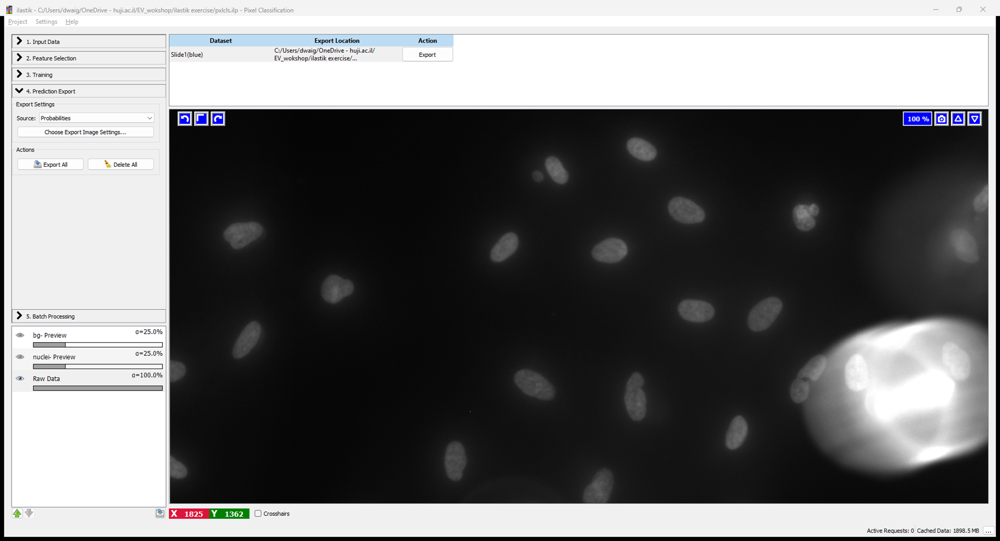 ilastik - C:/Users/dwaig/OneDrive - huji.ac.il/EV_wokshop/ilastik exercise/pxlcls.ilp - Pixel Classification
Project Settings Help
1. Input Data
2. Feature Selection
3. Training
4. Prediction Export
Export Settings
Source: Probabilities
Choose Export Image Settings...
Actions
Export All Delete All
5. Batch Processing
bg- Preview α=25.0%
nuclei- Preview α=25.0%
Raw Data α=100.0%
Dataset Export Location Action
Slide1(blue) C:/Users/dwaig/OneDrive - huji.ac.il/
EV_wokshop/ilastik exercise/... Export
100 %
X 1825 Y 1362 Crosshairs
Active Requests: 0 Cached Data: 1898.5 MB ...